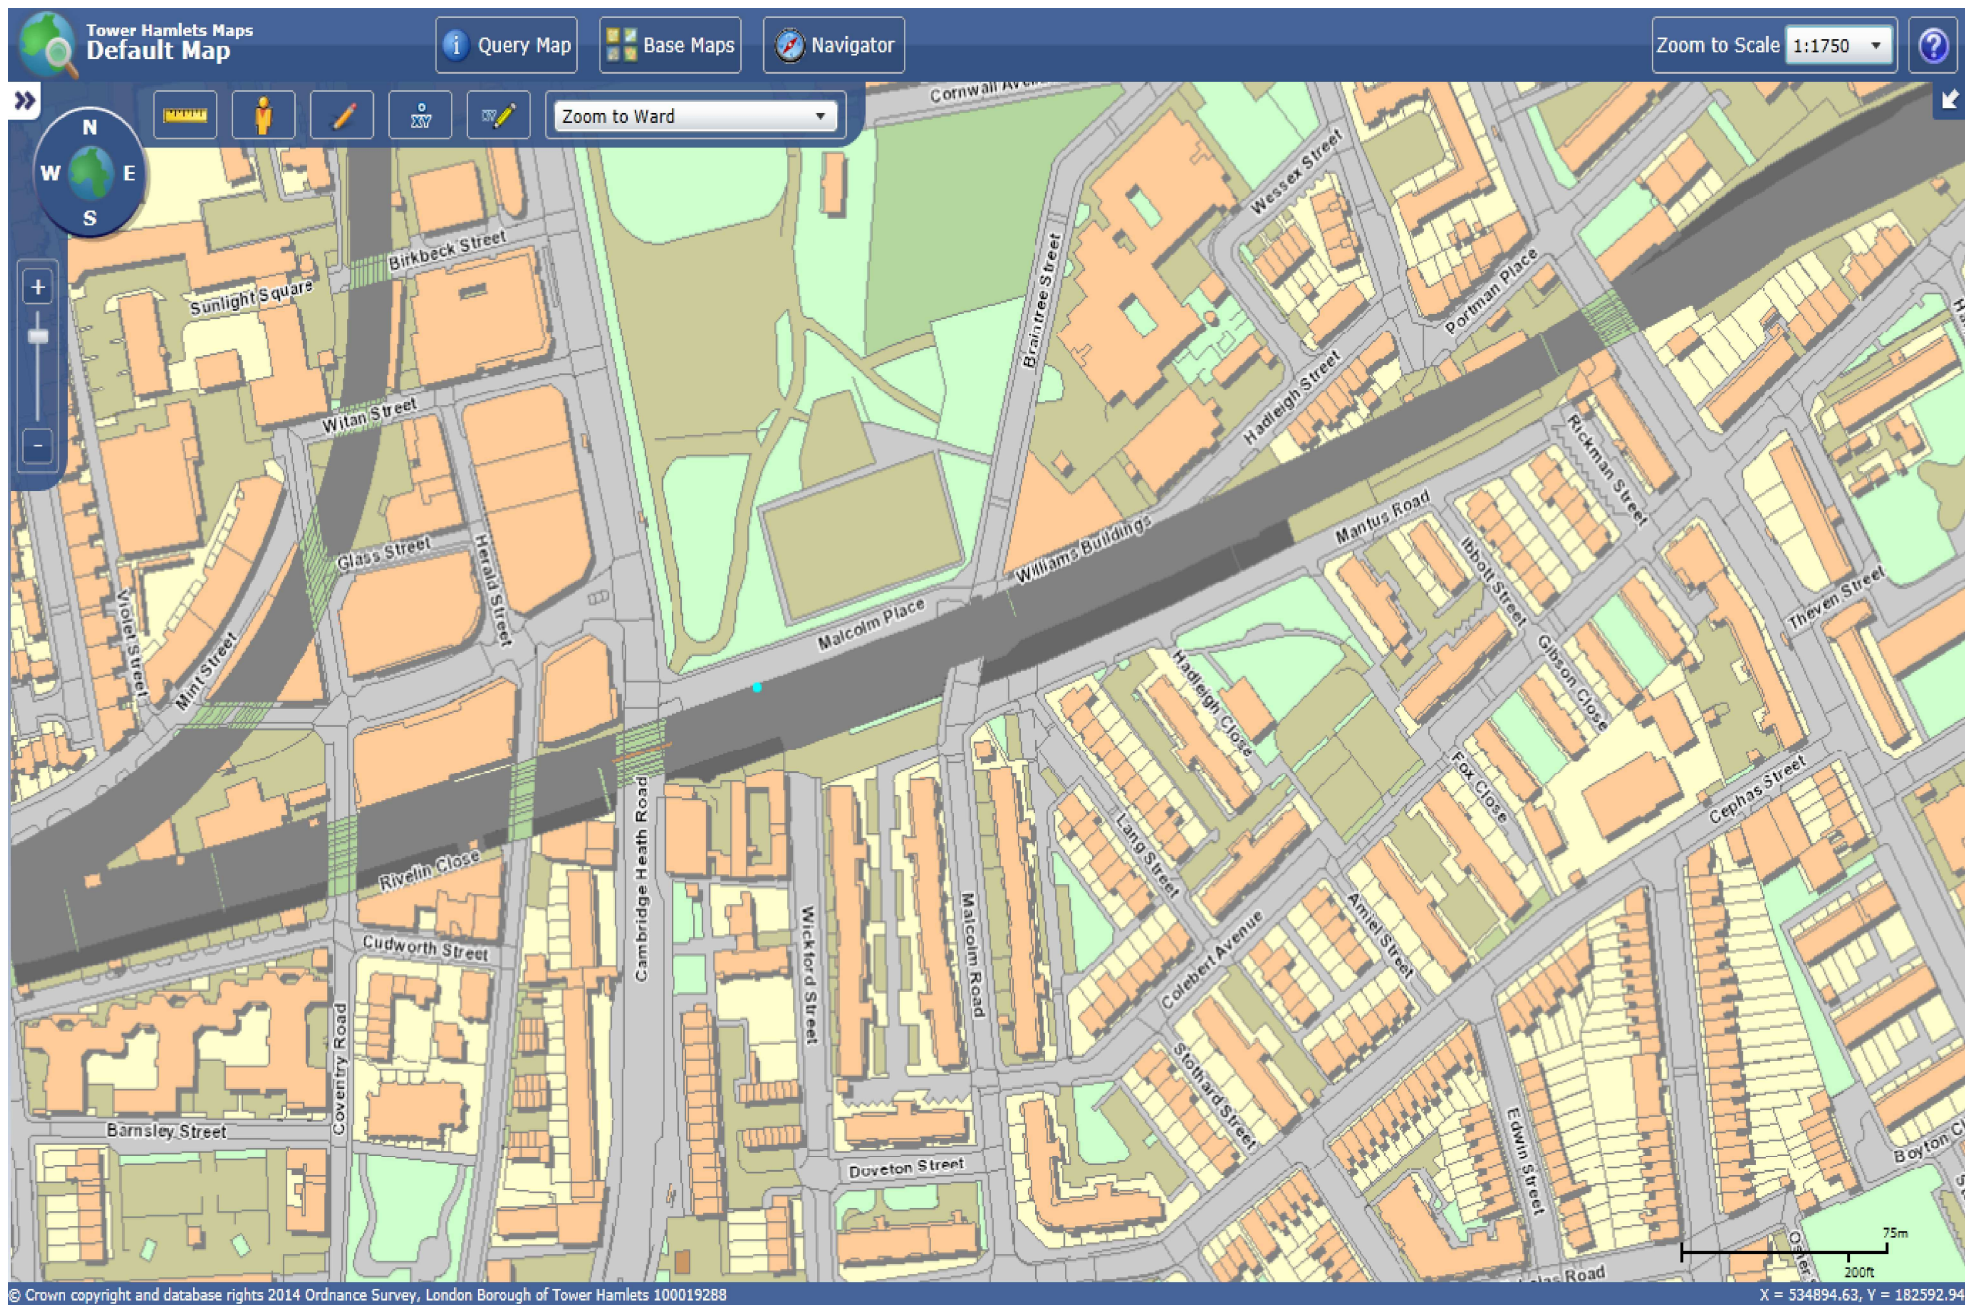 Tower Hamlets Maps
Default Map
Query Map
Base Maps
Navigator
Zoom to Scale 1:1750
Zoom to Ward
N
W E
S
XY
+
-
Birkbeck Street
Sunlight Square
Witan Street
Glass Street
Herald Street
Violet Street
Mint Street
Braintree Street
Wessex Street
Portman Place
Hadleigh Street
Williams Buildings
Malcolm Place
Mantus Road
Rickman Street
Ibbott Street
Gibson Close
Theven Street
Hadleigh Close
Fox Close
Cephas Street
Lang Street
Amiel Street
Colebert Avenue
Rivelin Close
Cambridge Heath Road
Cudworth Street
Coventry Road
Wickford Street
Malcolm Road
Stothard Street
Barnsley Street
Duveton Street
Edwin Street
Boyton C
Road
75m
200ft
© Crown copyright and database rights 2014 Ordnance Survey, London Borough of Tower Hamlets 100019288
X = 534894.63, Y = 182592.94